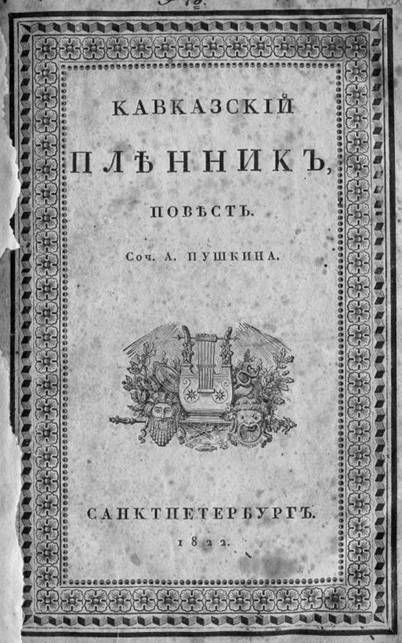 КАВКАЗСКІЙ
ПЛѢННИКЪ,
ПОВѢСТЬ.
Соч. А. ПУШКИНА.
САНКТПЕТЕРБУРГЪ.
1822.